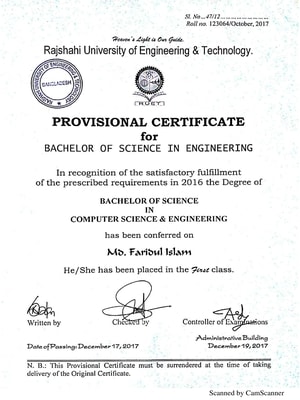 Sl. No...47/12
Roll no. 123064/October, 2017
Heaven's Light is Our Guide.
Rajshahi University of Engineering & Technology.
BANGLADESH
RUET
PROVISIONAL CERTIFICATE
for
BACHELOR OF SCIENCE IN ENGINEERING
In recognition of the satisfactory fulfillment
of the prescribed requirements in 2016 the Degree of
BACHELOR OF SCIENCE
IN
COMPUTER SCIENCE & ENGINEERING
has been conferred on
Md. Faridul Islam
He/She has been placed in the First class.
Written by
Checked by
Controller of Examinations
Administrative Building
Date of Passing: December 17, 2017
December 19, 2017
N. B.: This Provisional Certificate must be surrendered at the time of taking
delivery of the Original Certificate.
Scanned by CamScanner